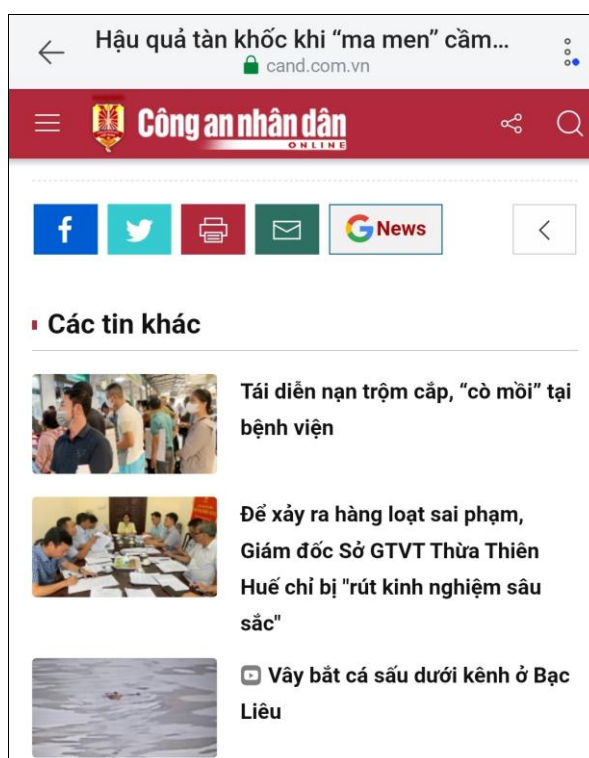 Hậu quả tàn khốc khi “ma men” cầm...
cand.com.vn
Công an nhân dân
ONLINE
f
G News
Các tin khác
Tái diễn nạn trộm cắp, “cò mồi” tại
bệnh viện
Để xảy ra hàng loạt sai phạm,
Giám đốc Sở GTVT Thừa Thiên
Huế chỉ bị "rút kinh nghiệm sâu
sắc"
Vây bắt cá sấu dưới kênh ở Bạc
Liêu